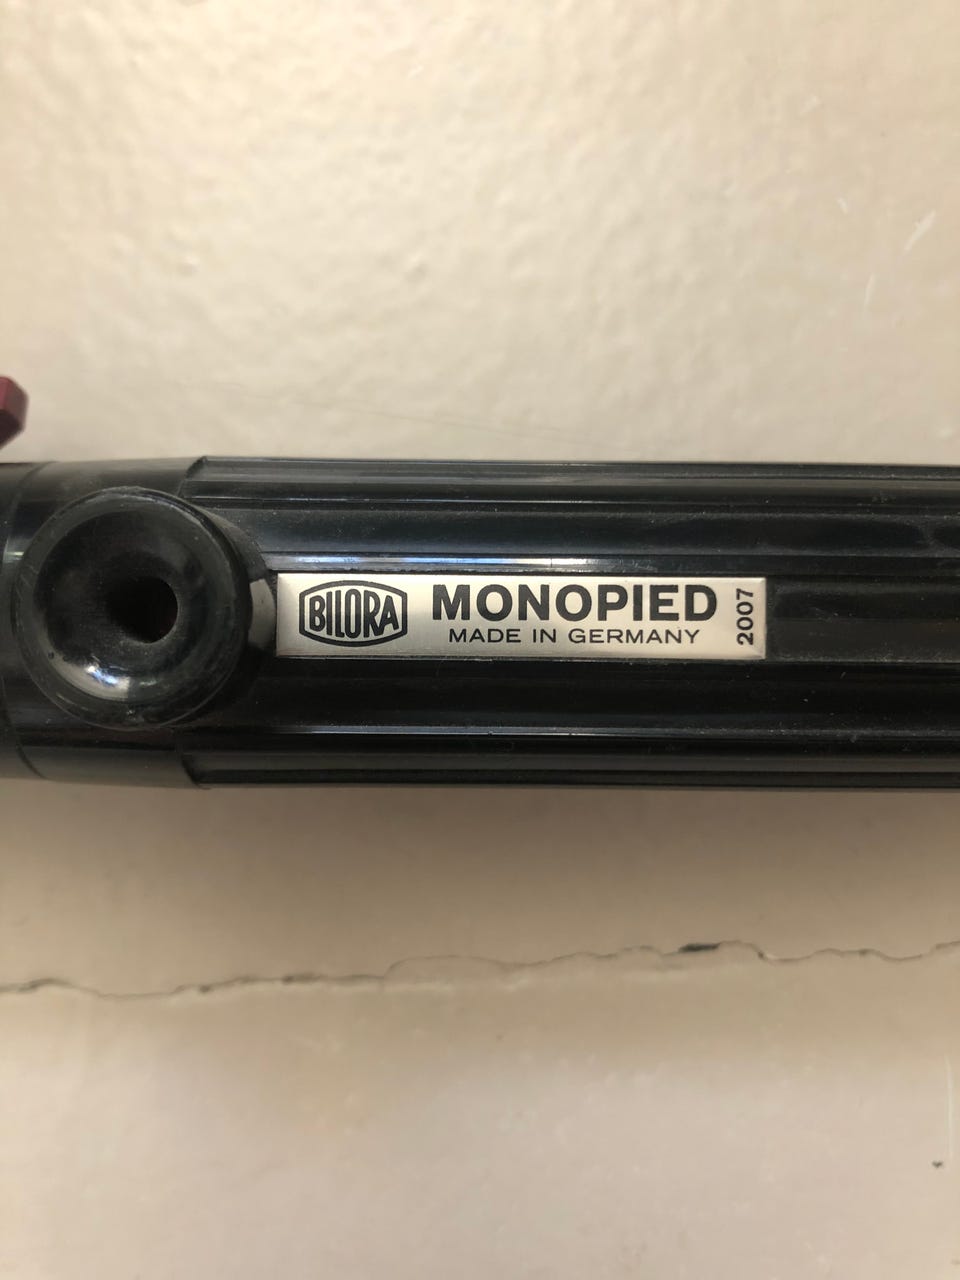 BILORA
MONOPIED
MADE IN GERMANY
2007